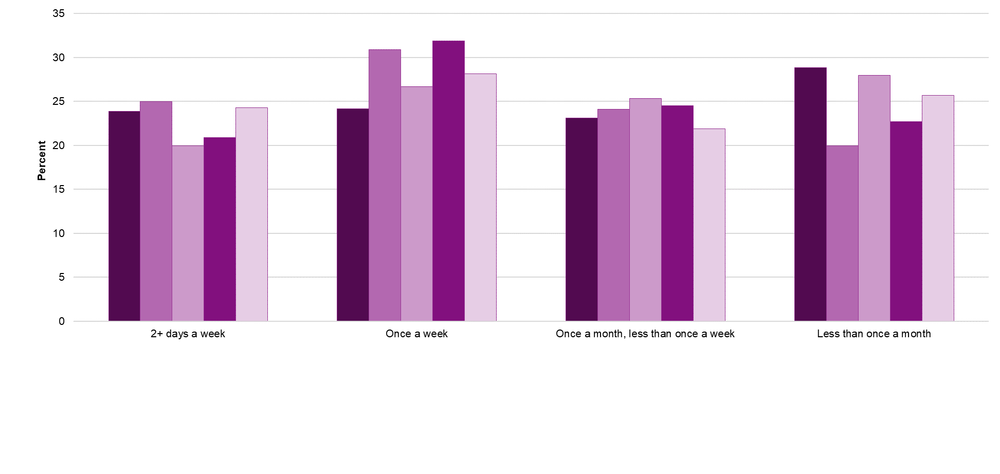 35
30
25
20
15
10
5
0
Percent
2+ days a week
Once a week
Once a month, less than once a week
Less than once a month